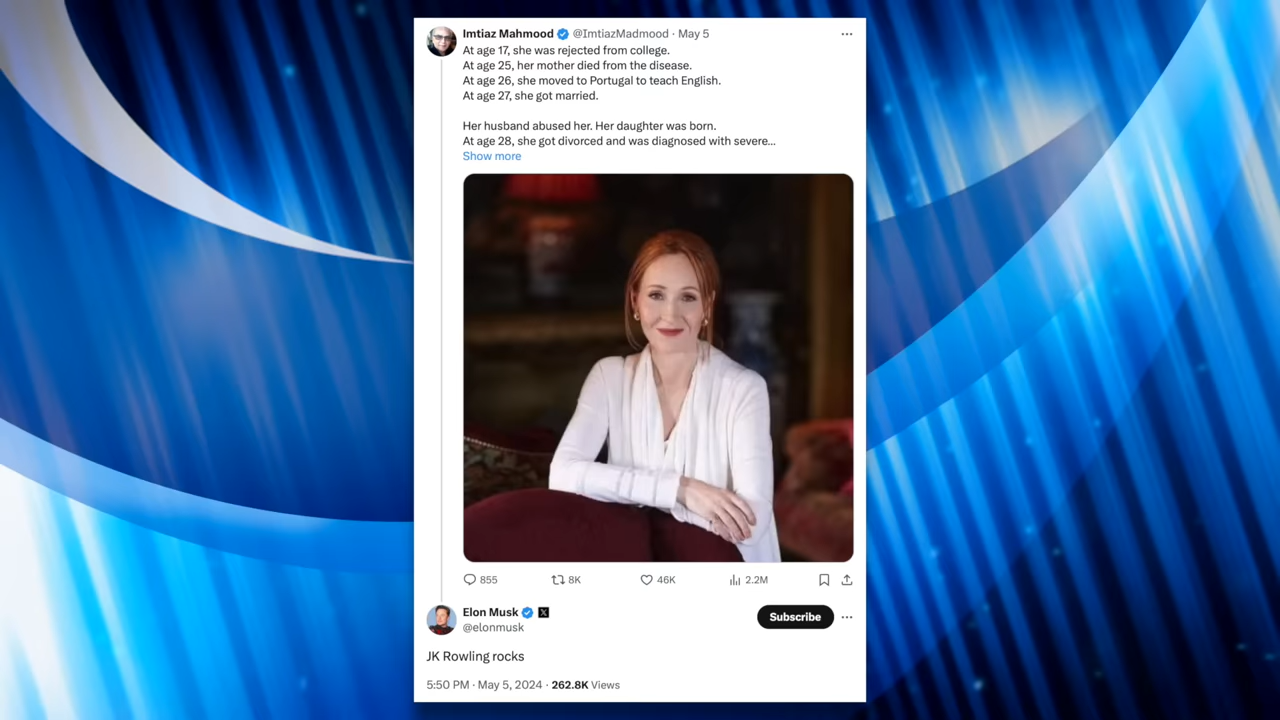 Imtiaz Mahmood @ImtiazMadmood · May 5
At age 17, she was rejected from college.
At age 25, her mother died from the disease.
At age 26, she moved to Portugal to teach English.
At age 27, she got married.
Her husband abused her. Her daughter was born.
At age 28, she got divorced and was diagnosed with severe...
Show more
855 8K 46K 2.2M
Elon Musk X
@elonmusk
Subscribe
JK Rowling rocks
5:50 PM · May 5, 2024 · 262.8K Views